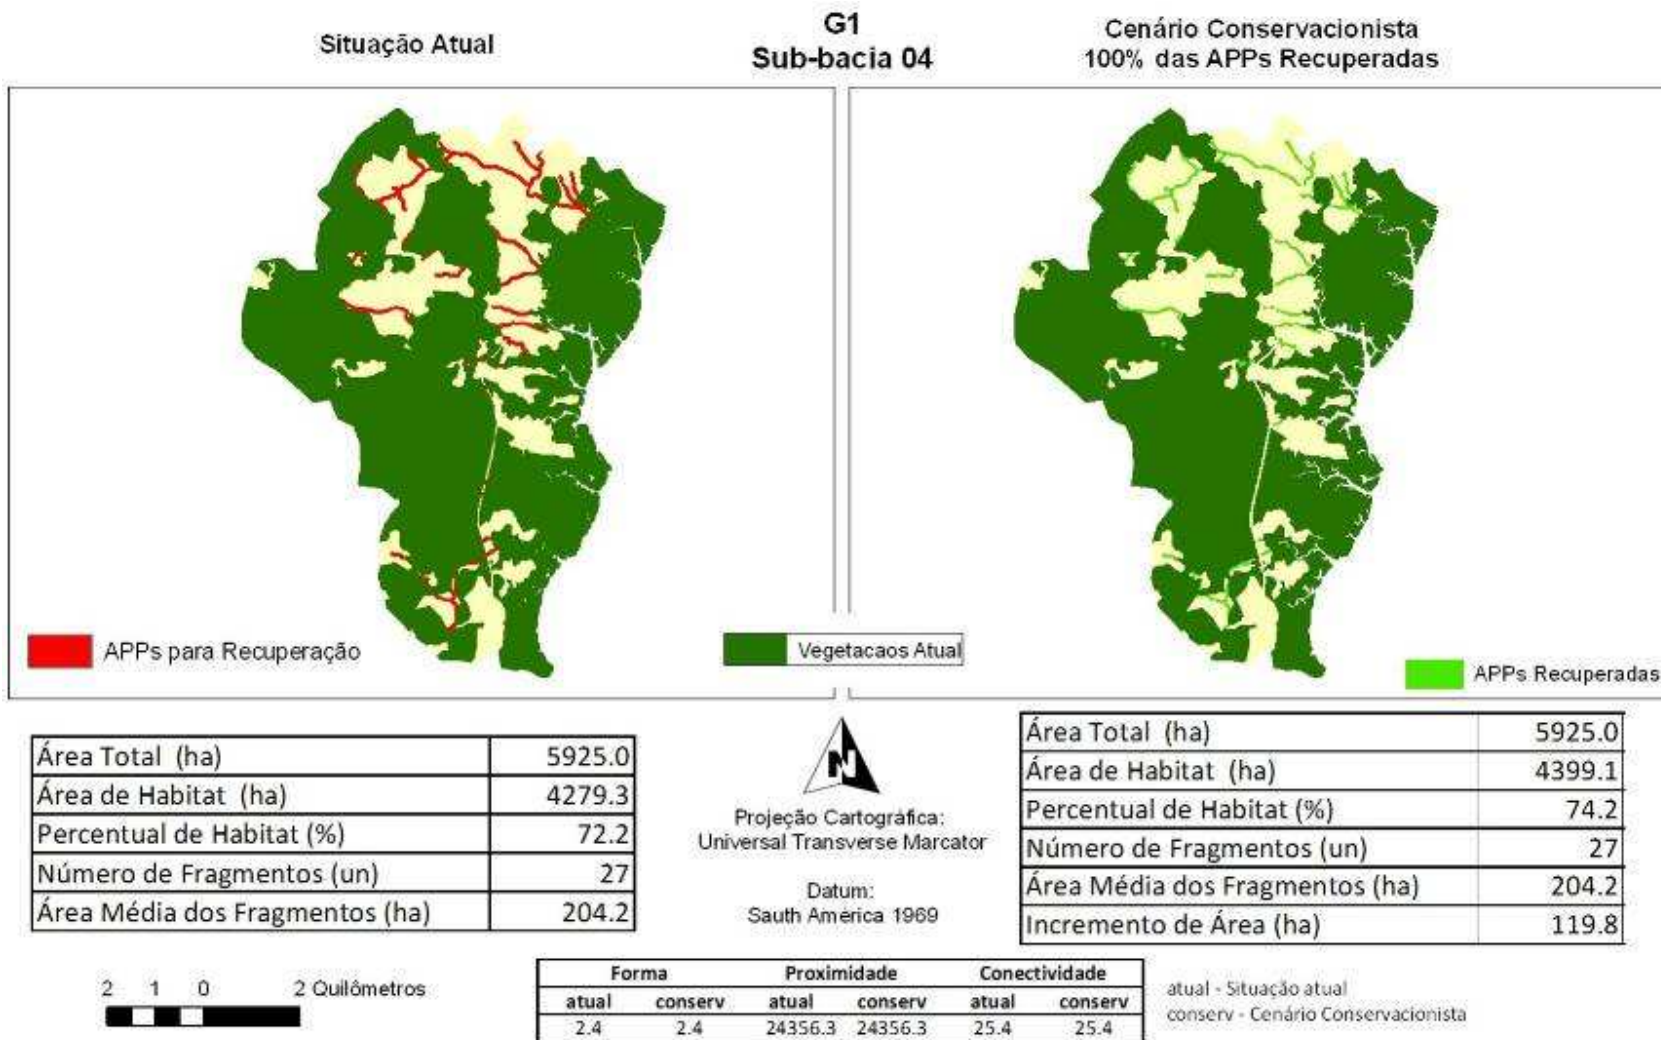 Situação Atual
G1
Sub-bacia 04
Cenário Conservacionista
100% das APPs Recuperadas
APPs para Recuperação
Vegetacaos Atual
APPs Recuperadas
Área Total (ha) 5925.0
Área de Habitat (ha) 4279.3
Percentual de Habitat (%) 72.2
Número de Fragmentos (un) 27
Área Média dos Fragmentos (ha) 204.2
N
Projeção Cartográfica:
Universal Transverse Marcator
Datum:
Sauth America 1969
Área Total (ha) 5925.0
Área de Habitat (ha) 4399.1
Percentual de Habitat (%) 74.2
Número de Fragmentos (un) 27
Área Média dos Fragmentos (ha) 204.2
Incremento de Área (ha) 119.8
2 1 0 2 Quilômetros
Forma Proximidade Conectividade
atual conserv atual conserv atual conserv
2.4 2.4 24356.3 24356.3 25.4 25.4
atual - Situação atual
conserv - Cenário Conservacionista